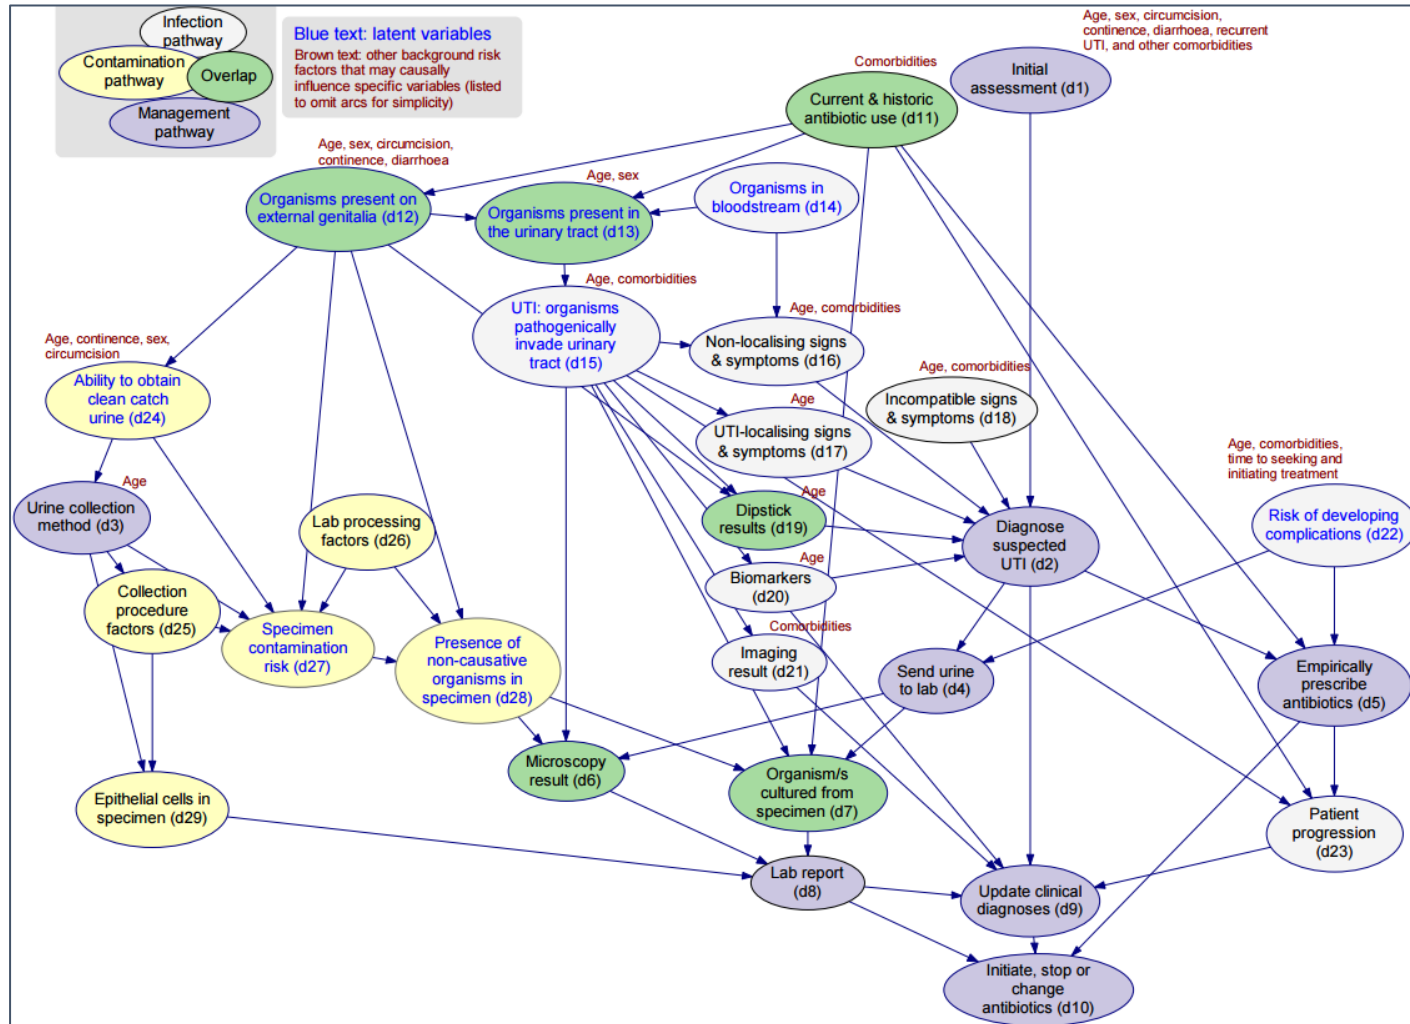 Infection
pathway
Contamination
pathway
Overlap
Management
pathway
Blue text: latent variables
Brown text: other background risk
factors that may causally
influence specific variables (listed
to omit arcs for simplicity)
Age, sex, circumcision,
continence, diarrhoea, recurrent
UTI, and other comorbidities
Initial
assessment (d1)
Comorbidities
Current & historic
antibiotic use (d11)
Age, sex, circumcision,
continence, diarrhoea
Organisms present on
external genitalia (d12)
Age, sex
Organisms present in
the urinary tract (d13)
Organisms in
bloodstream (d14)
Age, comorbidities
UTI: organisms
pathogenically
invade urinary
tract (d15)
Age, comorbidities
Non-localising signs
& symptoms (d16)
Age, continence, sex,
circumcision
Ability to obtain
clean catch
urine (d24)
Age, comorbidities
Incompatible signs
& symptoms (d18)
Age
UTI-localising signs
& symptoms (d17)
Age, comorbidities,
time to seeking and
initiating treatment
Risk of developing
complications (d22)
Age
Urine collection
method (d3)
Lab processing
factors (d26)
Age
Dipstick
results (d19)
Diagnose
suspected
UTI (d2)
Age
Biomarkers
(d20)
Collection
procedure
factors (d25)
Specimen
contamination
risk (d27)
Presence of
non-causative
organisms in
specimen (d28)
Comorbidities
Imaging
result (d21)
Send urine
to lab (d4)
Empirically
prescribe
antibiotics (d5)
Microscopy
result (d6)
Organism/s
cultured from
specimen (d7)
Epithelial cells in
specimen (d29)
Patient
progression
(d23)
Lab report
(d8)
Update clinical
diagnoses (d9)
Initiate, stop or
change
antibiotics (d10)